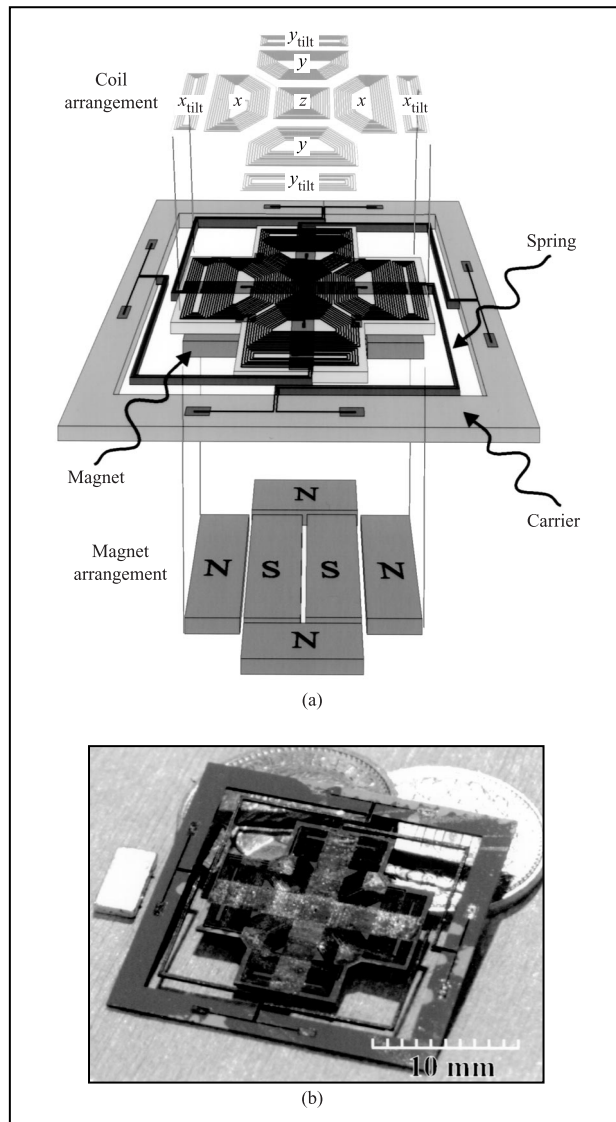 y_tilt
y
Coil
arrangement
x_tilt x z x x_tilt
y
y_tilt
Spring
Magnet
Carrier
Magnet
arrangement
N
N S S N
N
(a)
10 mm
(b)